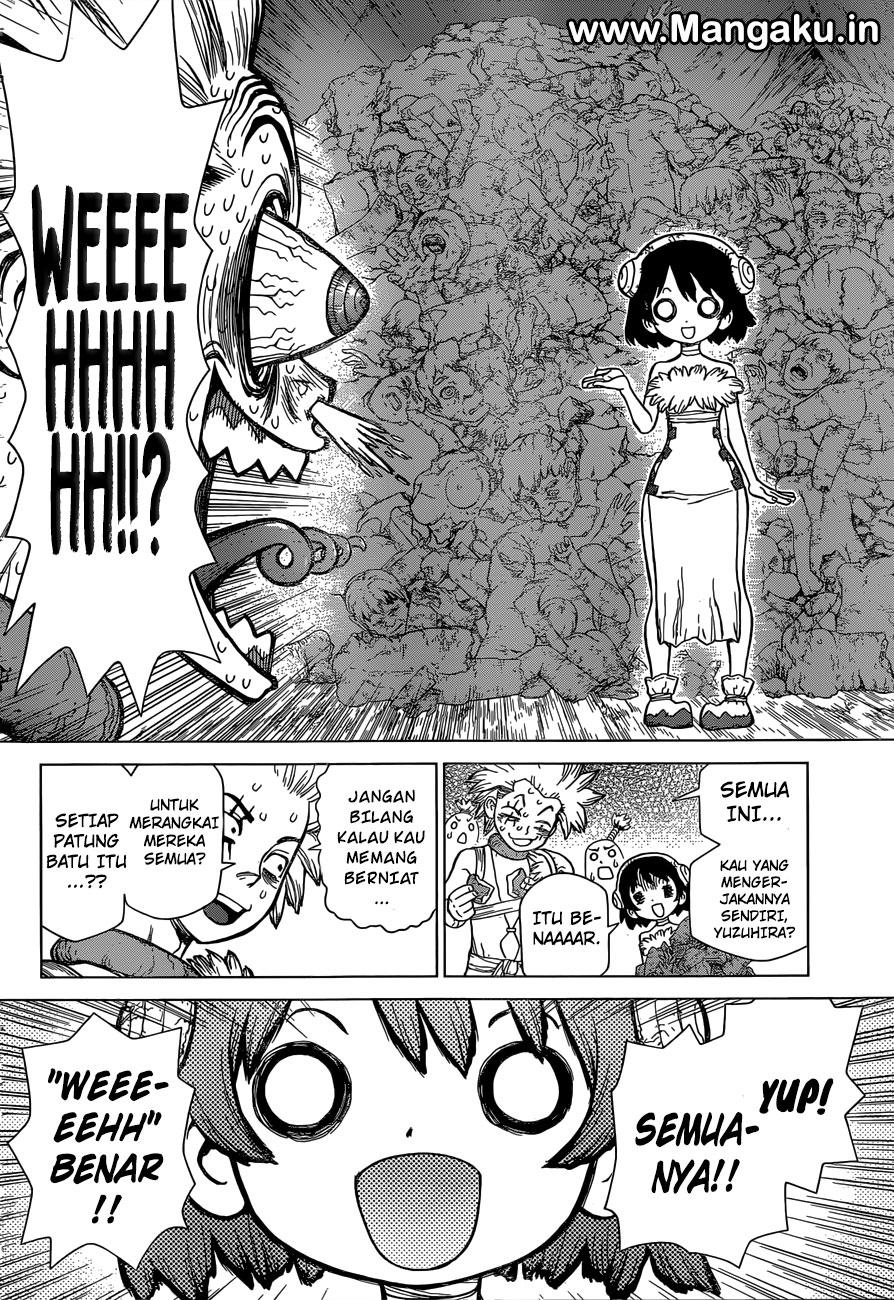 www.Mangaku.in
WEEEE
HHHH
HH!!?
SEMUA
INI...
KAU YANG
MENGER-
JAKANNYA
SENDIRI,
YUZUHIRA?
ITU BE-
NAAAAR.
JANGAN
BILANG
KALAU KAU
MEMANG
BERNIAT
...
UNTUK
MERANGKAI
MEREKA
SEMUA?
SETIAP
PATUNG
BATU ITU
...??
YUP!
SEMUA-
NYA!!
"WEEE-
EEHH"
BENAR
!!